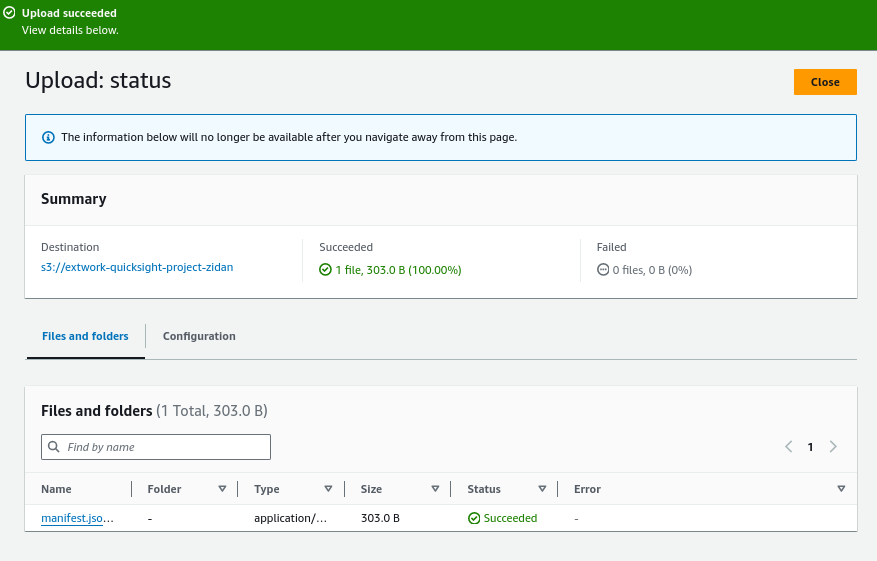 Upload succeeded
View details below.
Upload: status
Close
The information below will no longer be available after you navigate away from this page.
Summary
Destination
s3://extwork-quicksight-project-zidan
Succeeded
1 file, 303.0 B (100.00%)
Failed
0 files, 0 B (0%)
Files and folders
Configuration
Files and folders (1 Total, 303.0 B)
Find by name
1
Name Folder Type Size Status Error
manifest.jso... - application/... 303.0 B Succeeded -